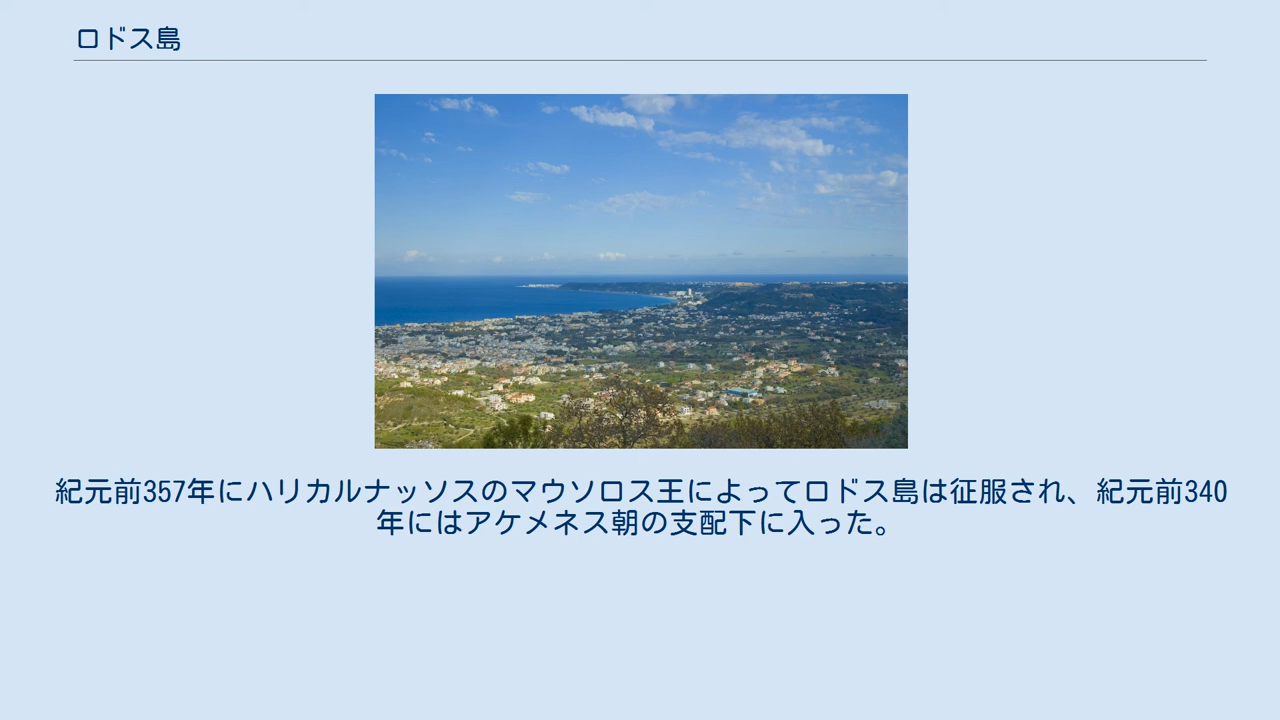 ロドス島
紀元前357年にハリカルナッソスのマウソロス王によってロドス島は征服され、紀元前340
年にはアケメネス朝の支配下に入った。